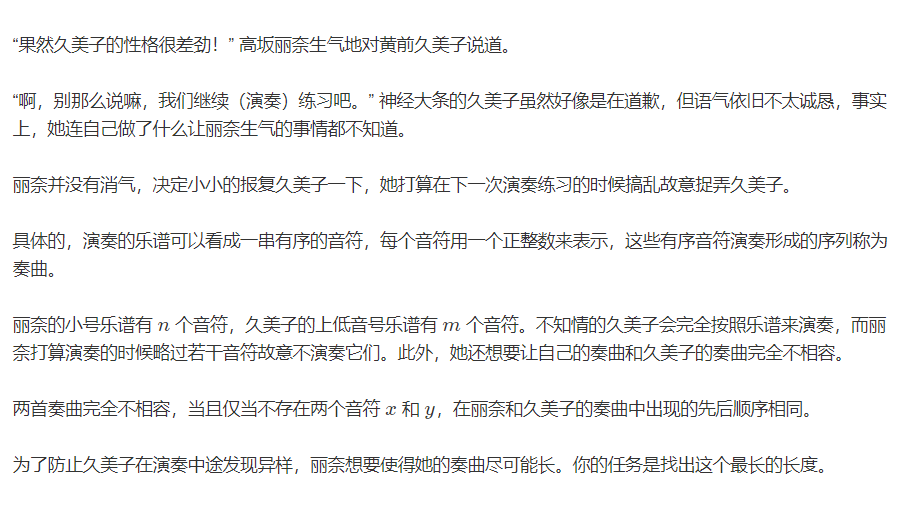 “果然久美子的性格很差劲！” 高坂丽奈生气地对黄前久美子说道。
“啊，别那么说嘛，我们继续（演奏）练习吧。” 神经大条的久美子虽然好像是在道歉，但语气依旧不太诚恳，事实
上，她连自己做了什么让丽奈生气的事情都不知道。
丽奈并没有消气，决定小小的报复久美子一下，她打算在下一次演奏练习的时候搞乱故意捉弄久美子。
具体的，演奏的乐谱可以看成一串有序的音符，每个音符用一个正整数来表示，这些有序音符演奏形成的序列称为
奏曲。
丽奈的小号乐谱有 n 个音符，久美子的上低音号乐谱有 m 个音符。不知情的久美子会完全按照乐谱来演奏，而丽
奈打算演奏的时候略过若干音符故意不演奏它们。此外，她还想要让自己的奏曲和久美子的奏曲完全不相容。
两首奏曲完全不相容，当且仅当不存在两个音符 x 和 y，在丽奈和久美子的奏曲中出现的先后顺序相同。
为了防止久美子在演奏中途发现异样，丽奈想要使得她的奏曲尽可能长。你的任务是找出这个最长的长度。